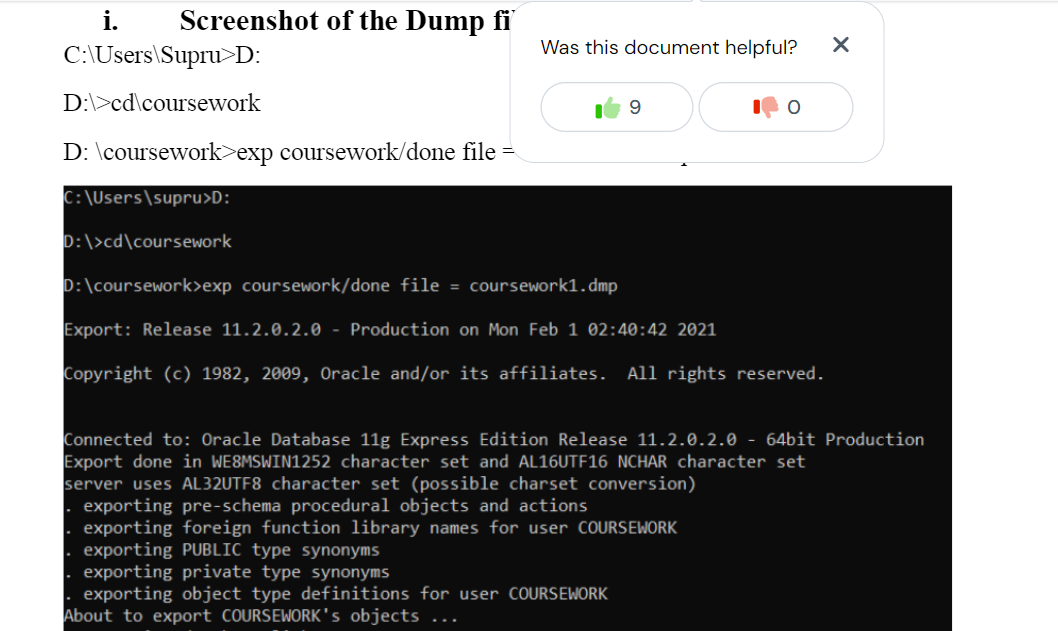 i. Screenshot of the Dump fi
C:\Users\Supru>D:
Was this document helpful?
9
0
D:\>cd\coursework
D: \coursework>exp coursework/done file =
C:\Users\supru>D:
D:\>cd\coursework
D:\coursework>exp coursework/done file = coursework1.dmp
Export: Release 11.2.0.2.0 - Production on Mon Feb 1 02:40:42 2021
Copyright (c) 1982, 2009, Oracle and/or its affiliates.  All rights reserved.
Connected to: Oracle Database 11g Express Edition Release 11.2.0.2.0 - 64bit Production
Export done in WE8MSWIN1252 character set and AL16UTF16 NCHAR character set
server uses AL32UTF8 character set (possible charset conversion)
. exporting pre-schema procedural objects and actions
. exporting foreign function library names for user COURSEWORK
. exporting PUBLIC type synonyms
. exporting private type synonyms
. exporting object type definitions for user COURSEWORK
About to export COURSEWORK's objects ...